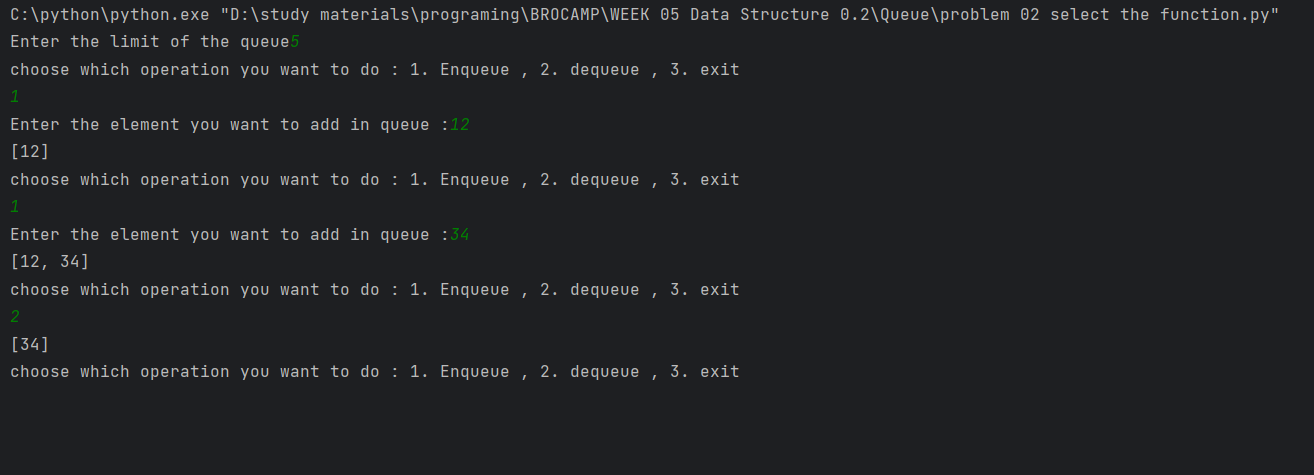 C:\python\python.exe "D:\study materials\programing\BROCAMP\WEEK 05 Data Structure 0.2\Queue\problem 02 select the function.py"
Enter the limit of the queue5
choose which operation you want to do : 1. Enqueue , 2. dequeue , 3. exit
1
Enter the element you want to add in queue :12
[12]
choose which operation you want to do : 1. Enqueue , 2. dequeue , 3. exit
1
Enter the element you want to add in queue :34
[12, 34]
choose which operation you want to do : 1. Enqueue , 2. dequeue , 3. exit
2
[34]
choose which operation you want to do : 1. Enqueue , 2. dequeue , 3. exit